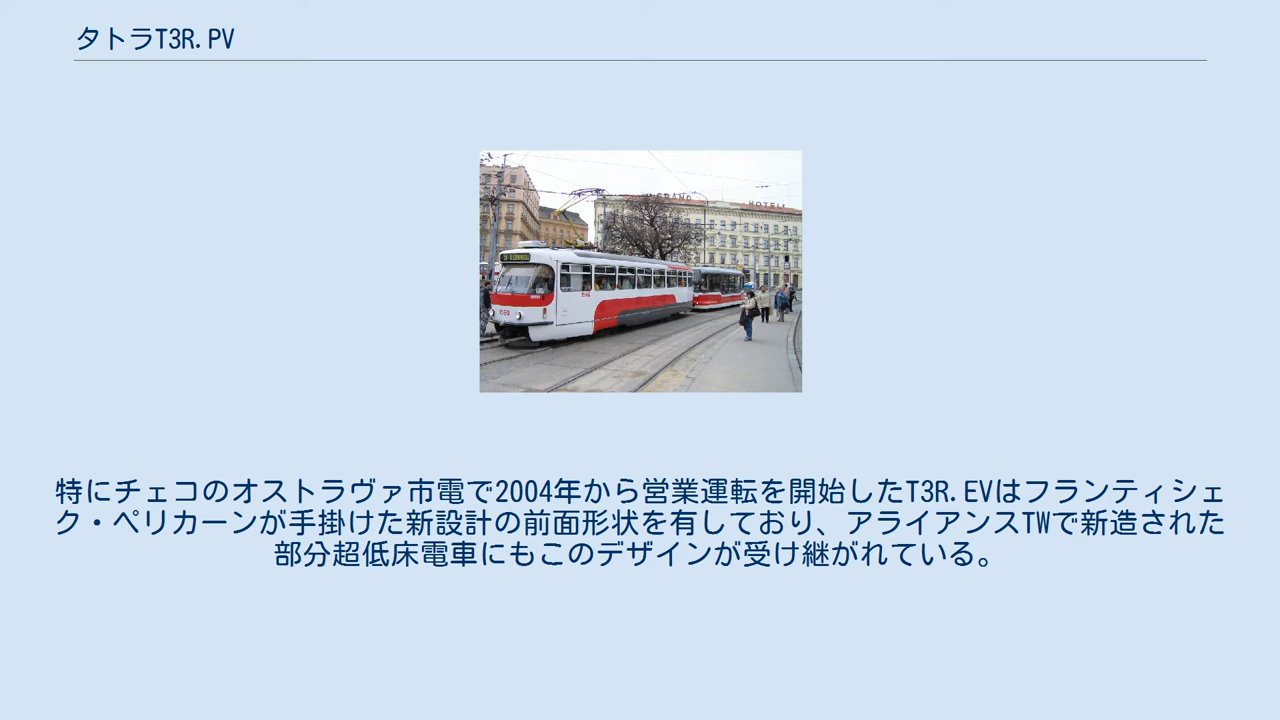 タトラT3R.PV
GRAND HOTEL
特にチェコのオストラヴァ市電で2004年から営業運転を開始したT3R.EVはフランティシェ
ク・ペリカーンが手掛けた新設計の前面形状を有しており、アライアンスTWで新造された
部分超低床電車にもこのデザインが受け継がれている。